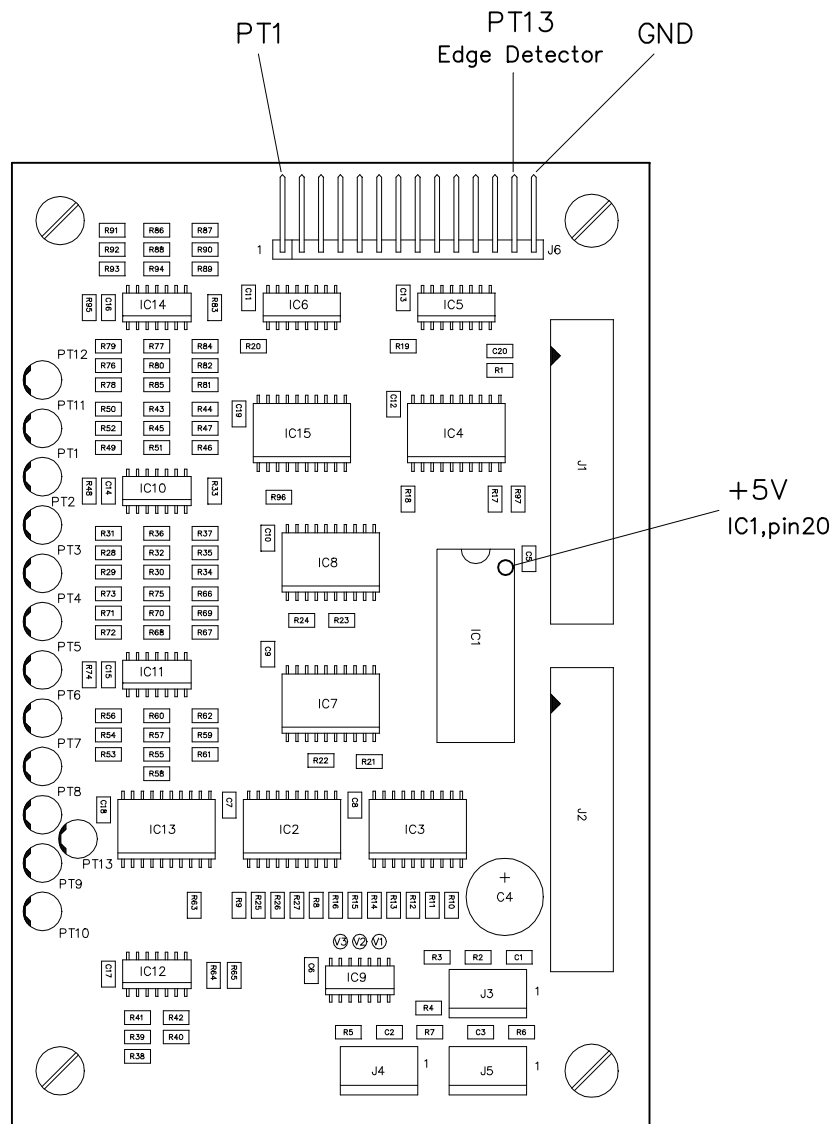 PT1
PT13
Edge Detector
GND
1
J6
R91 R86 R87
R92 R88 R90
R93 R94 R89
R95 C16 IC14 R83
C11 IC6
C13 IC5
R79 R77 R84 R20 R19 C20
R76 R80 R82 R1
R78 R85 R81
PT12
PT11
R50 R43 R44
R52 R45 R47
R49 R51 R46
C19 IC15
C12 IC4
J1
PT1
R48 C14 IC10 R33
R96 R18 R17 R97
+5V
IC1,pin20
PT2
R31 R36 R37
R28 R32 R35
R29 R30 R34
C10 IC8
C5
PT3
R73 R75 R66
R71 R70 R69
R72 R68 R67
R24 R23
IC1
PT4
PT5
R74 C15 IC11
C9 IC7
PT6
R56 R60 R62
R54 R57 R59
R53 R55 R61
R58
R22 R21
PT7
PT8
C18 IC13
C7 IC2
C8 IC3
J2
PT13
PT9
PT10
R63 R9 R25 R26 R27 R8 R16 R15 R14 R13 R12 R11 R10
+
C4
V3 V2 V1
C17 IC12 R64 R65
C6 IC9
R3 R2 C1
J3 1
R4
R41 R42
R39 R40
R38
R5 C2 R7 C3 R6
J4 1
J5 1